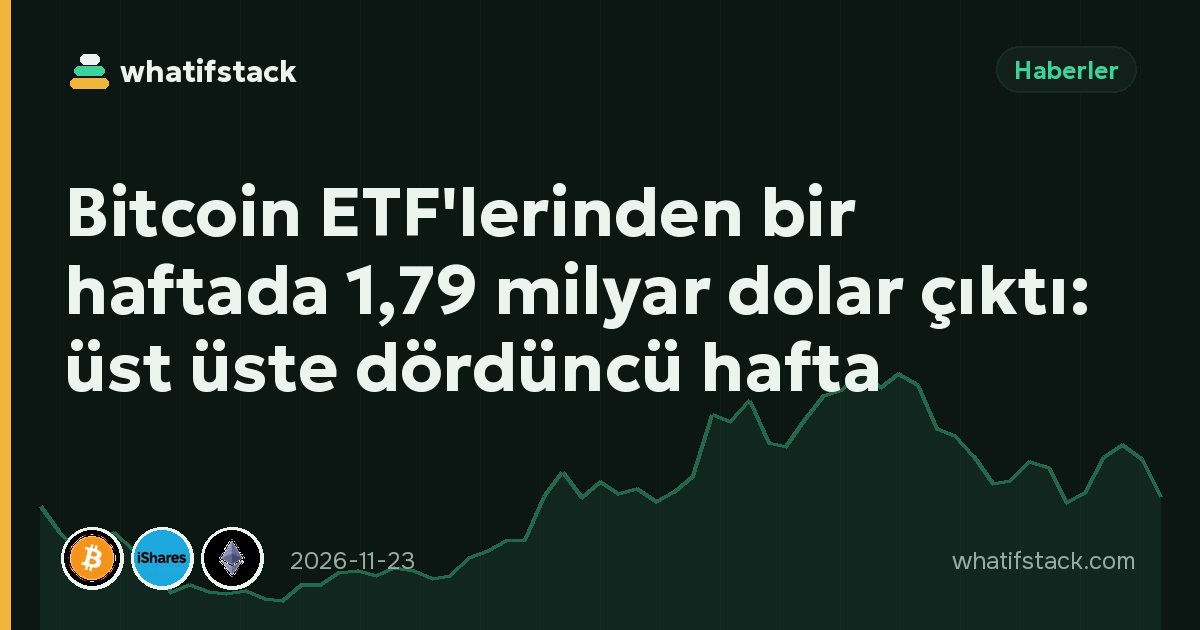 whatifstack
Haberler
Bitcoin ETF'lerinden bir
haftada 1,79 milyar dolar çıktı:
üst üste dördüncü hafta
iShares
2026-11-23
whatifstack.com